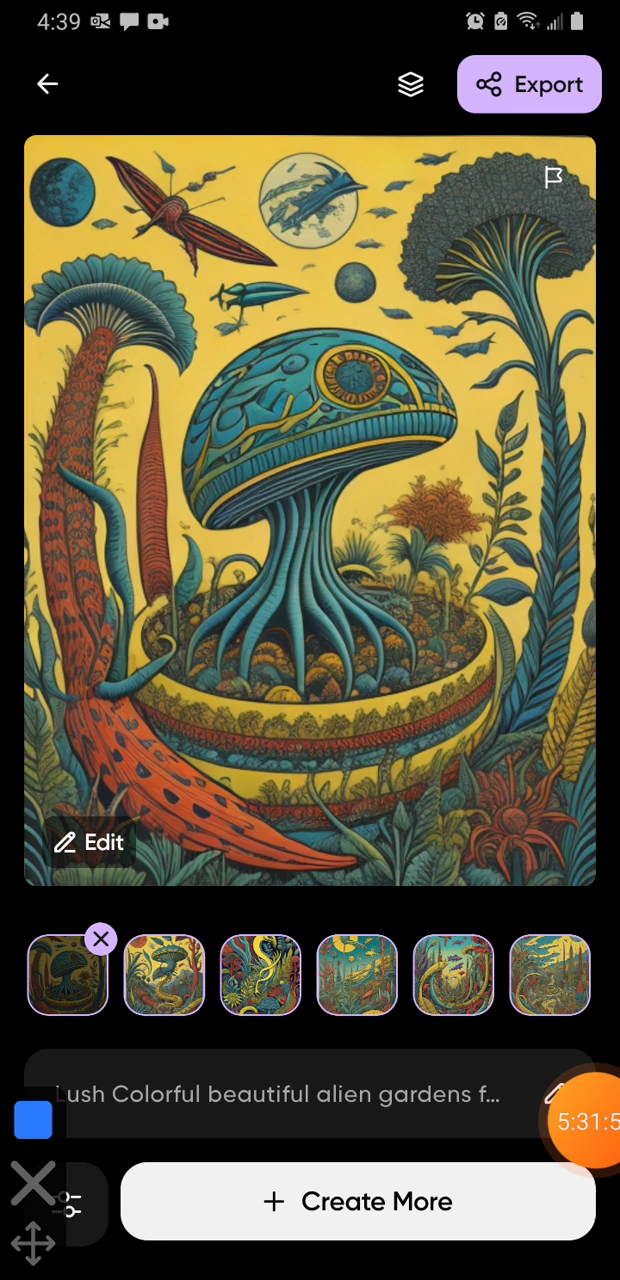 4:39
Export
Edit
Lush Colorful beautiful alien gardens f...
5:31:5
+ Create More